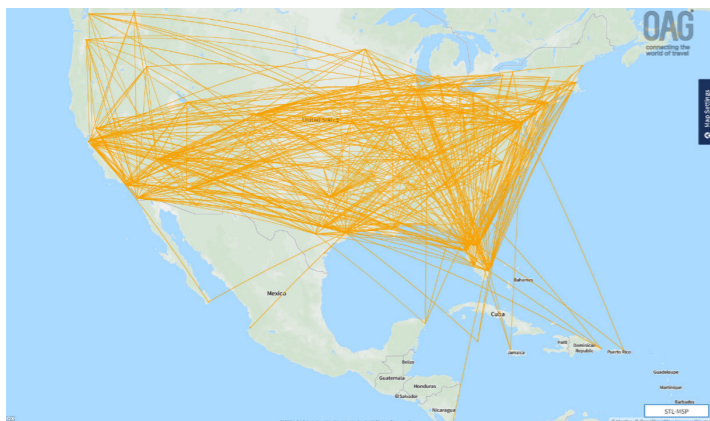 OAG
connecting the
world of travel
Map Settings
United States
Mexico
Bahamas
Cuba
Haiti
Dominican
Republic
Puerto Rico
Jamaica
Belize
Guatemala
Honduras
El Salvador
Nicaragua
Guadeloupe
Martinique
Barbados
STL-MSP